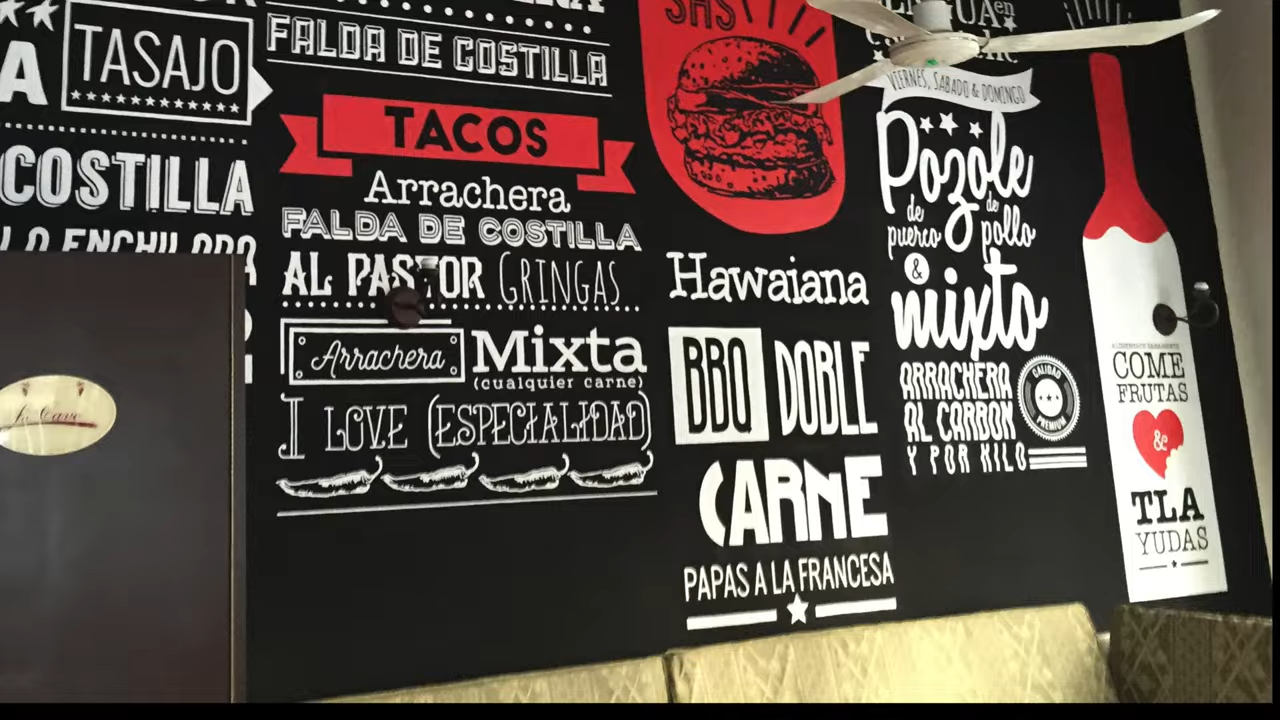 TASAJO
COSTILLA
FALDA DE COSTILLA
TACOS
Arrachera
FALDA DE COSTILLA
AL PASTOR GRINGAS
Arrachera Mixta
(cualquier carne)
I LOVE (ESPECIALIDAD)
Hawaiana
BBQ DOBLE
CARNE
PAPAS A LA FRANCESA
en
VIERNES, SABADO & DOMINGO
Pozole
de puerco de pollo
& mixto
ARRACHERA
AL CARBON
Y POR KILO
CALIDAD
PREMIUM
COME
FRUTAS
&
TLA
YUDAS